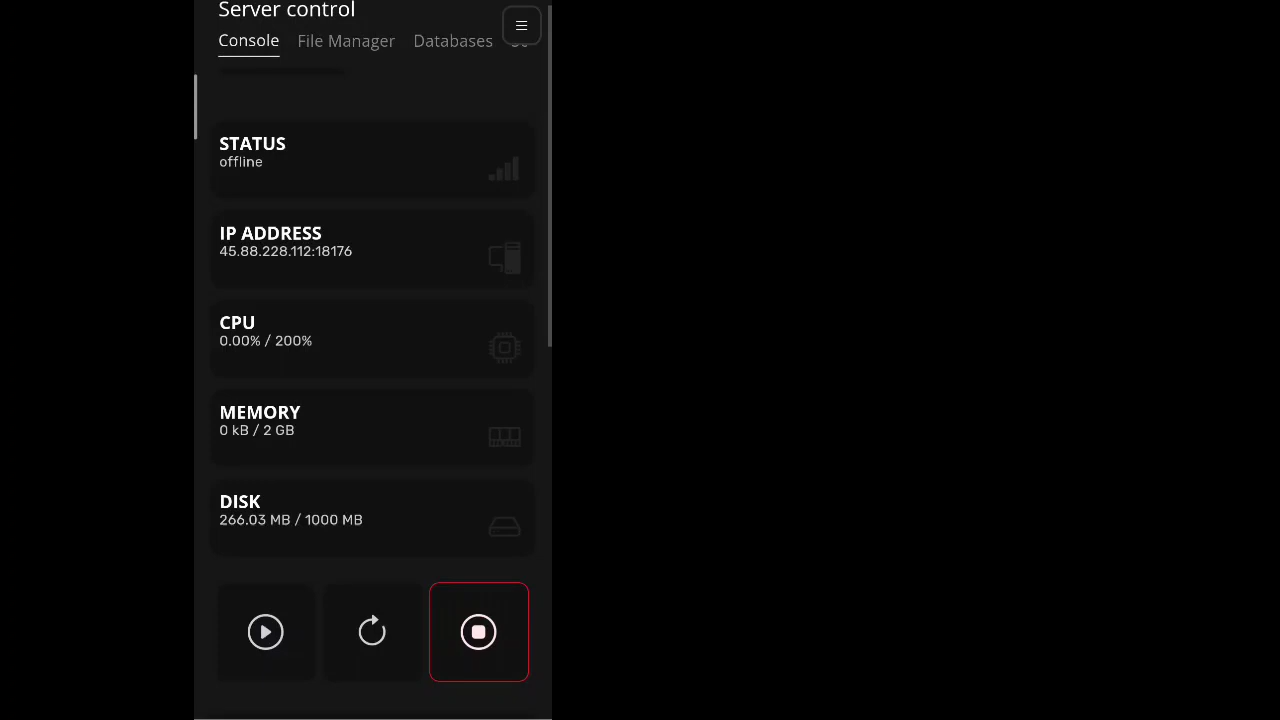 Server control
Console File Manager Databases
STATUS
offline
IP ADDRESS
45.88.228.112:18176
CPU
0.00% / 200%
MEMORY
0 kB / 2 GB
DISK
266.03 MB / 1000 MB